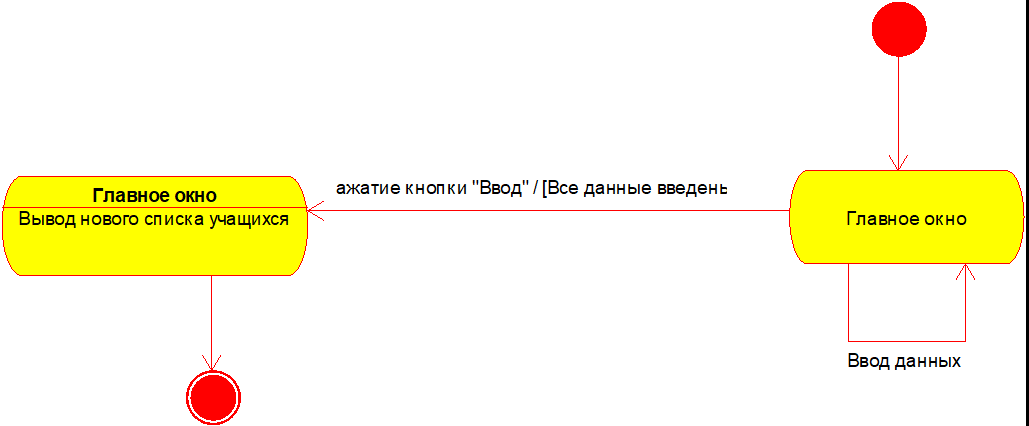 ажатие кнопки "Ввод" / [Все данные введень
Главное окно
Вывод нового списка учащихся
Главное окно
Ввод данных